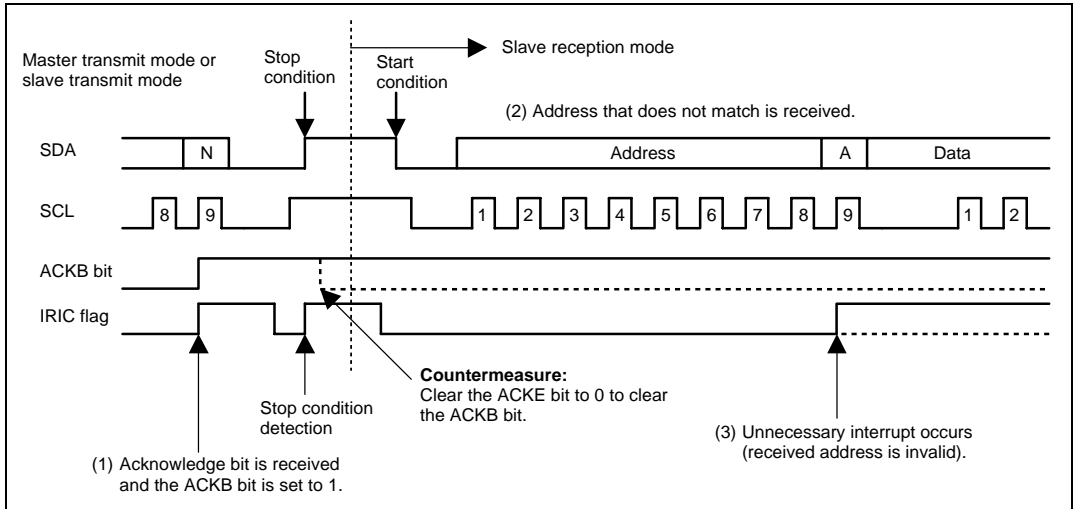 Master transmit mode or
slave transmit mode
Stop
condition
Slave reception mode
Start
condition
(2) Address that does not match is received.
SDA
N
Address
A
Data
SCL
8
9
1
2
3
4
5
6
7
8
9
1
2
ACKB bit
IRIC flag
Countermeasure:
Clear the ACKE bit to 0 to clear
the ACKB bit.
Stop condition
detection
(3) Unnecessary interrupt occurs
(received address is invalid).
(1) Acknowledge bit is received
and the ACKB bit is set to 1.